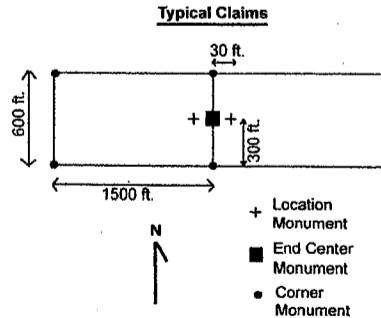 Typical Claims
30 ft.
600 ft.
300 ft.
1500 ft.
N
Location
Monument
End Center
Monument
Corner
Monument